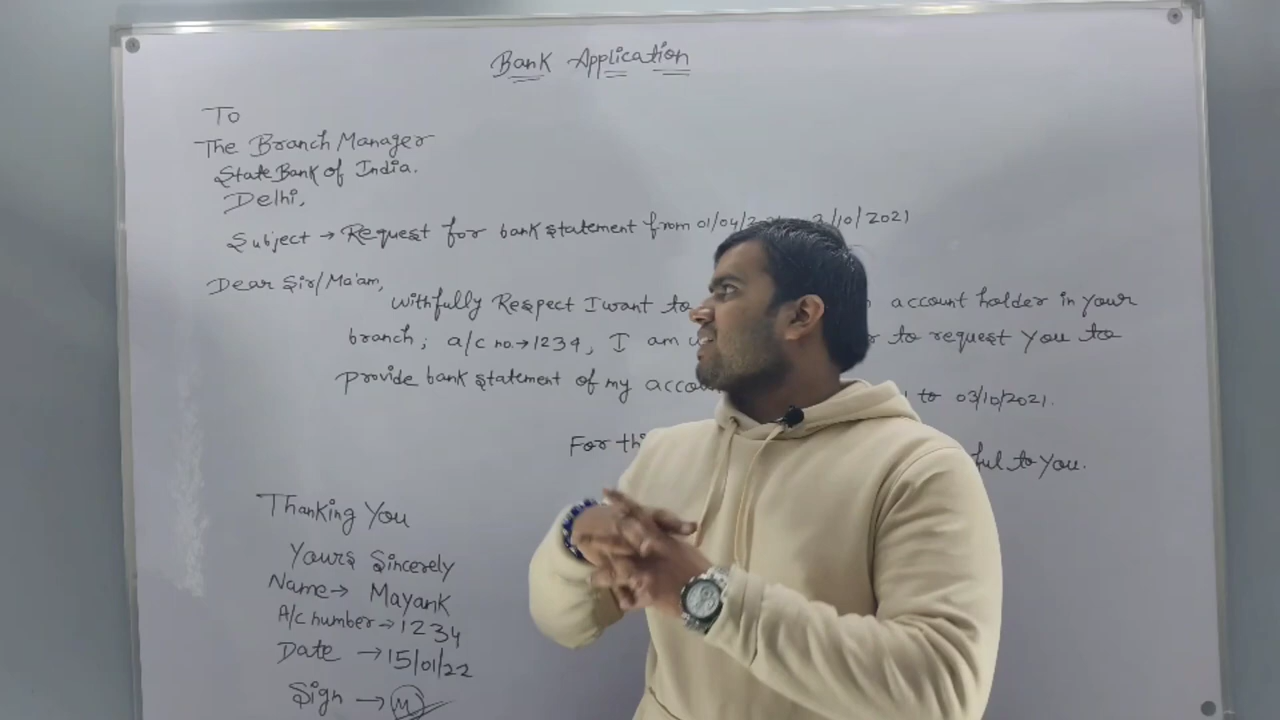 Bank Application
To
The Branch Manager
State Bank of India.
Delhi,
Subject → Request for bank statement from 01/04/2 /10/2021
Dear Sir/Ma'am,
withfully Respect I want to account holder in your
branch; a/c no.→1234, I am to request you to
provide bank statement of my to 03/10/2021.
For to you.
Thanking You
Yours Sincerely
Name→ Mayank
A/c number→1234
Date →15/01/22
Sign → M